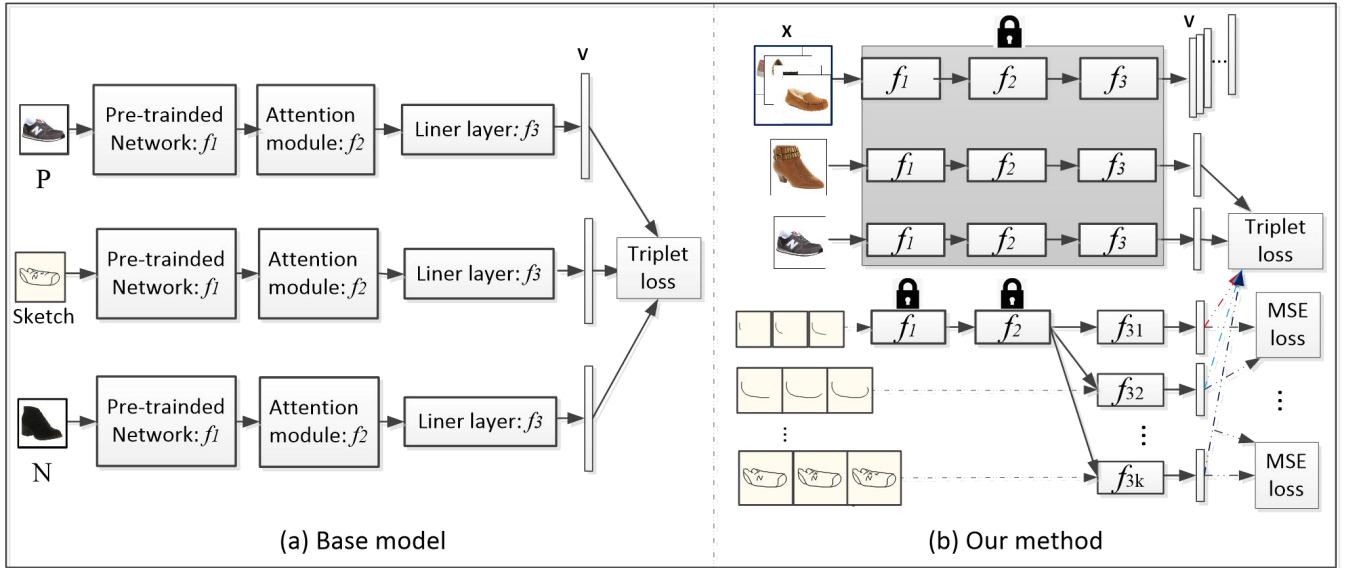 V
Pre-trainded
Network: f1
Attention
module: f2
Liner layer: f3
P
Pre-trainded
Network: f1
Attention
module: f2
Liner layer: f3
Triplet
loss
Sketch
Pre-trainded
Network: f1
Attention
module: f2
Liner layer: f3
N
(a) Base model
X
V
f1
f2
f3
...
f1
f2
f3
f1
f2
f3
Triplet
loss
f1
f2
f31
MSE
loss
f32
f3k
MSE
loss
(b) Our method